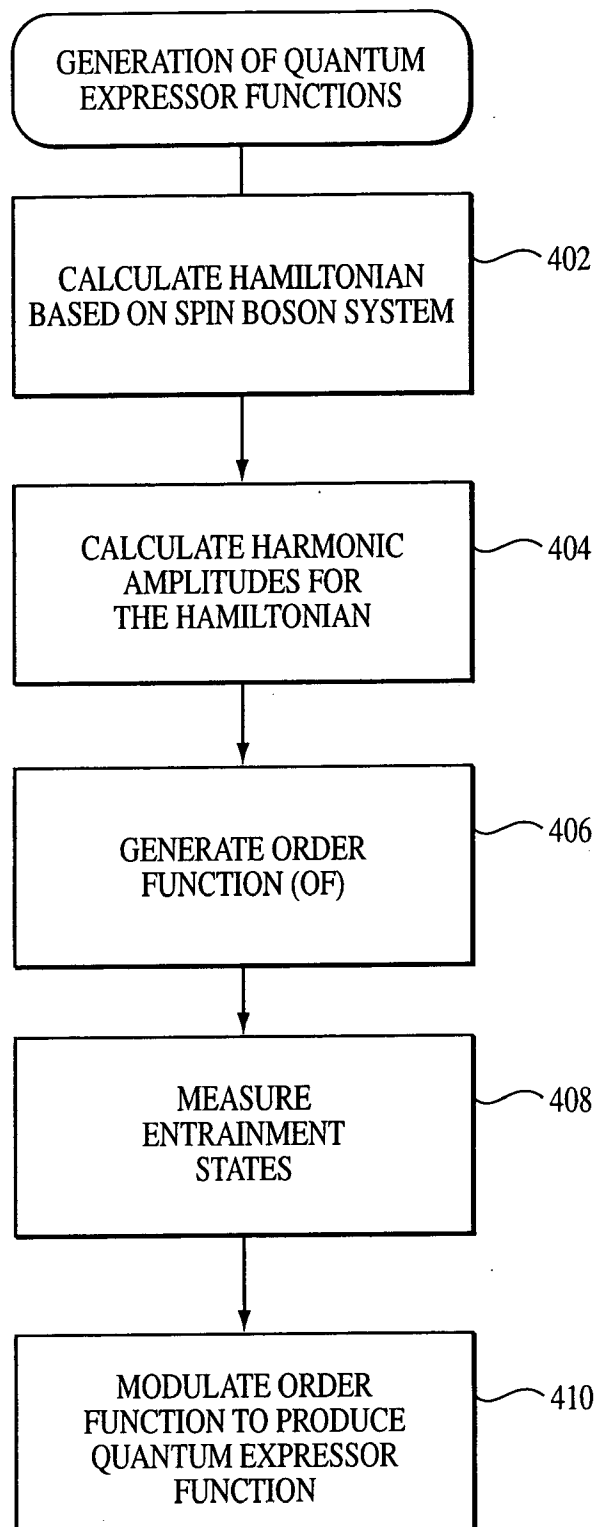 GENERATION OF QUANTUM
EXPRESSOR FUNCTIONS
CALCULATE HAMILTONIAN
BASED ON SPIN BOSON SYSTEM
402
CALCULATE HARMONIC
AMPLITUDES FOR
THE HAMILTONIAN
404
GENERATE ORDER
FUNCTION (OF)
406
MEASURE
ENTRAINMENT
STATES
408
MODULATE ORDER
FUNCTION TO PRODUCE
QUANTUM EXPRESSOR
FUNCTION
410